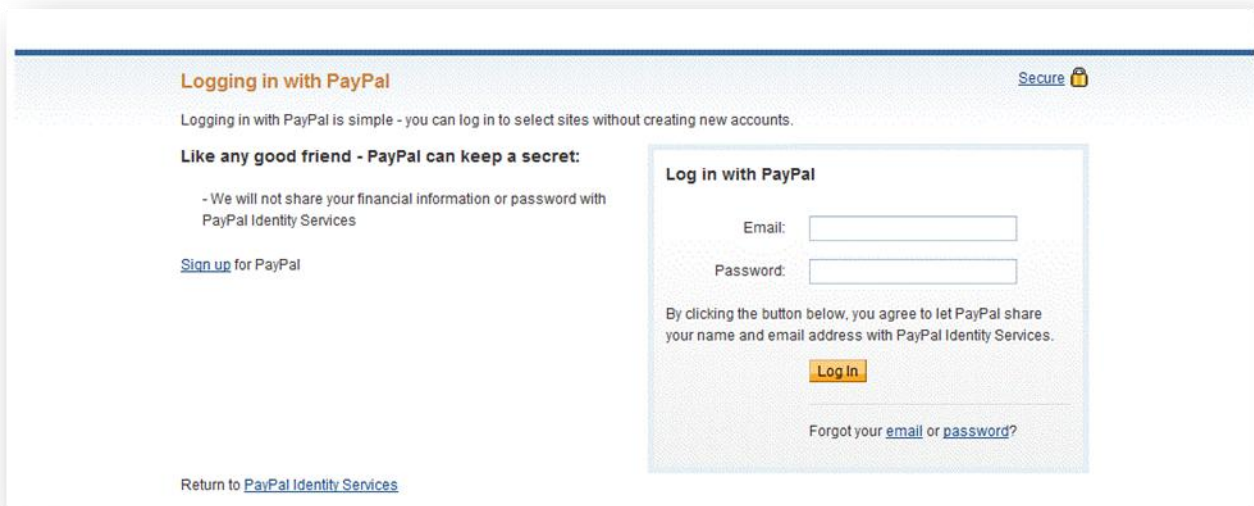 Logging in with PayPal
Secure
Logging in with PayPal is simple - you can log in to select sites without creating new accounts.
Like any good friend - PayPal can keep a secret:
- We will not share your financial information or password with
PayPal Identity Services
Sign up for PayPal
Log in with PayPal
Email:
Password:
By clicking the button below, you agree to let PayPal share
your name and email address with PayPal Identity Services.
Log In
Forgot your email or password?
Return to PayPal Identity Services